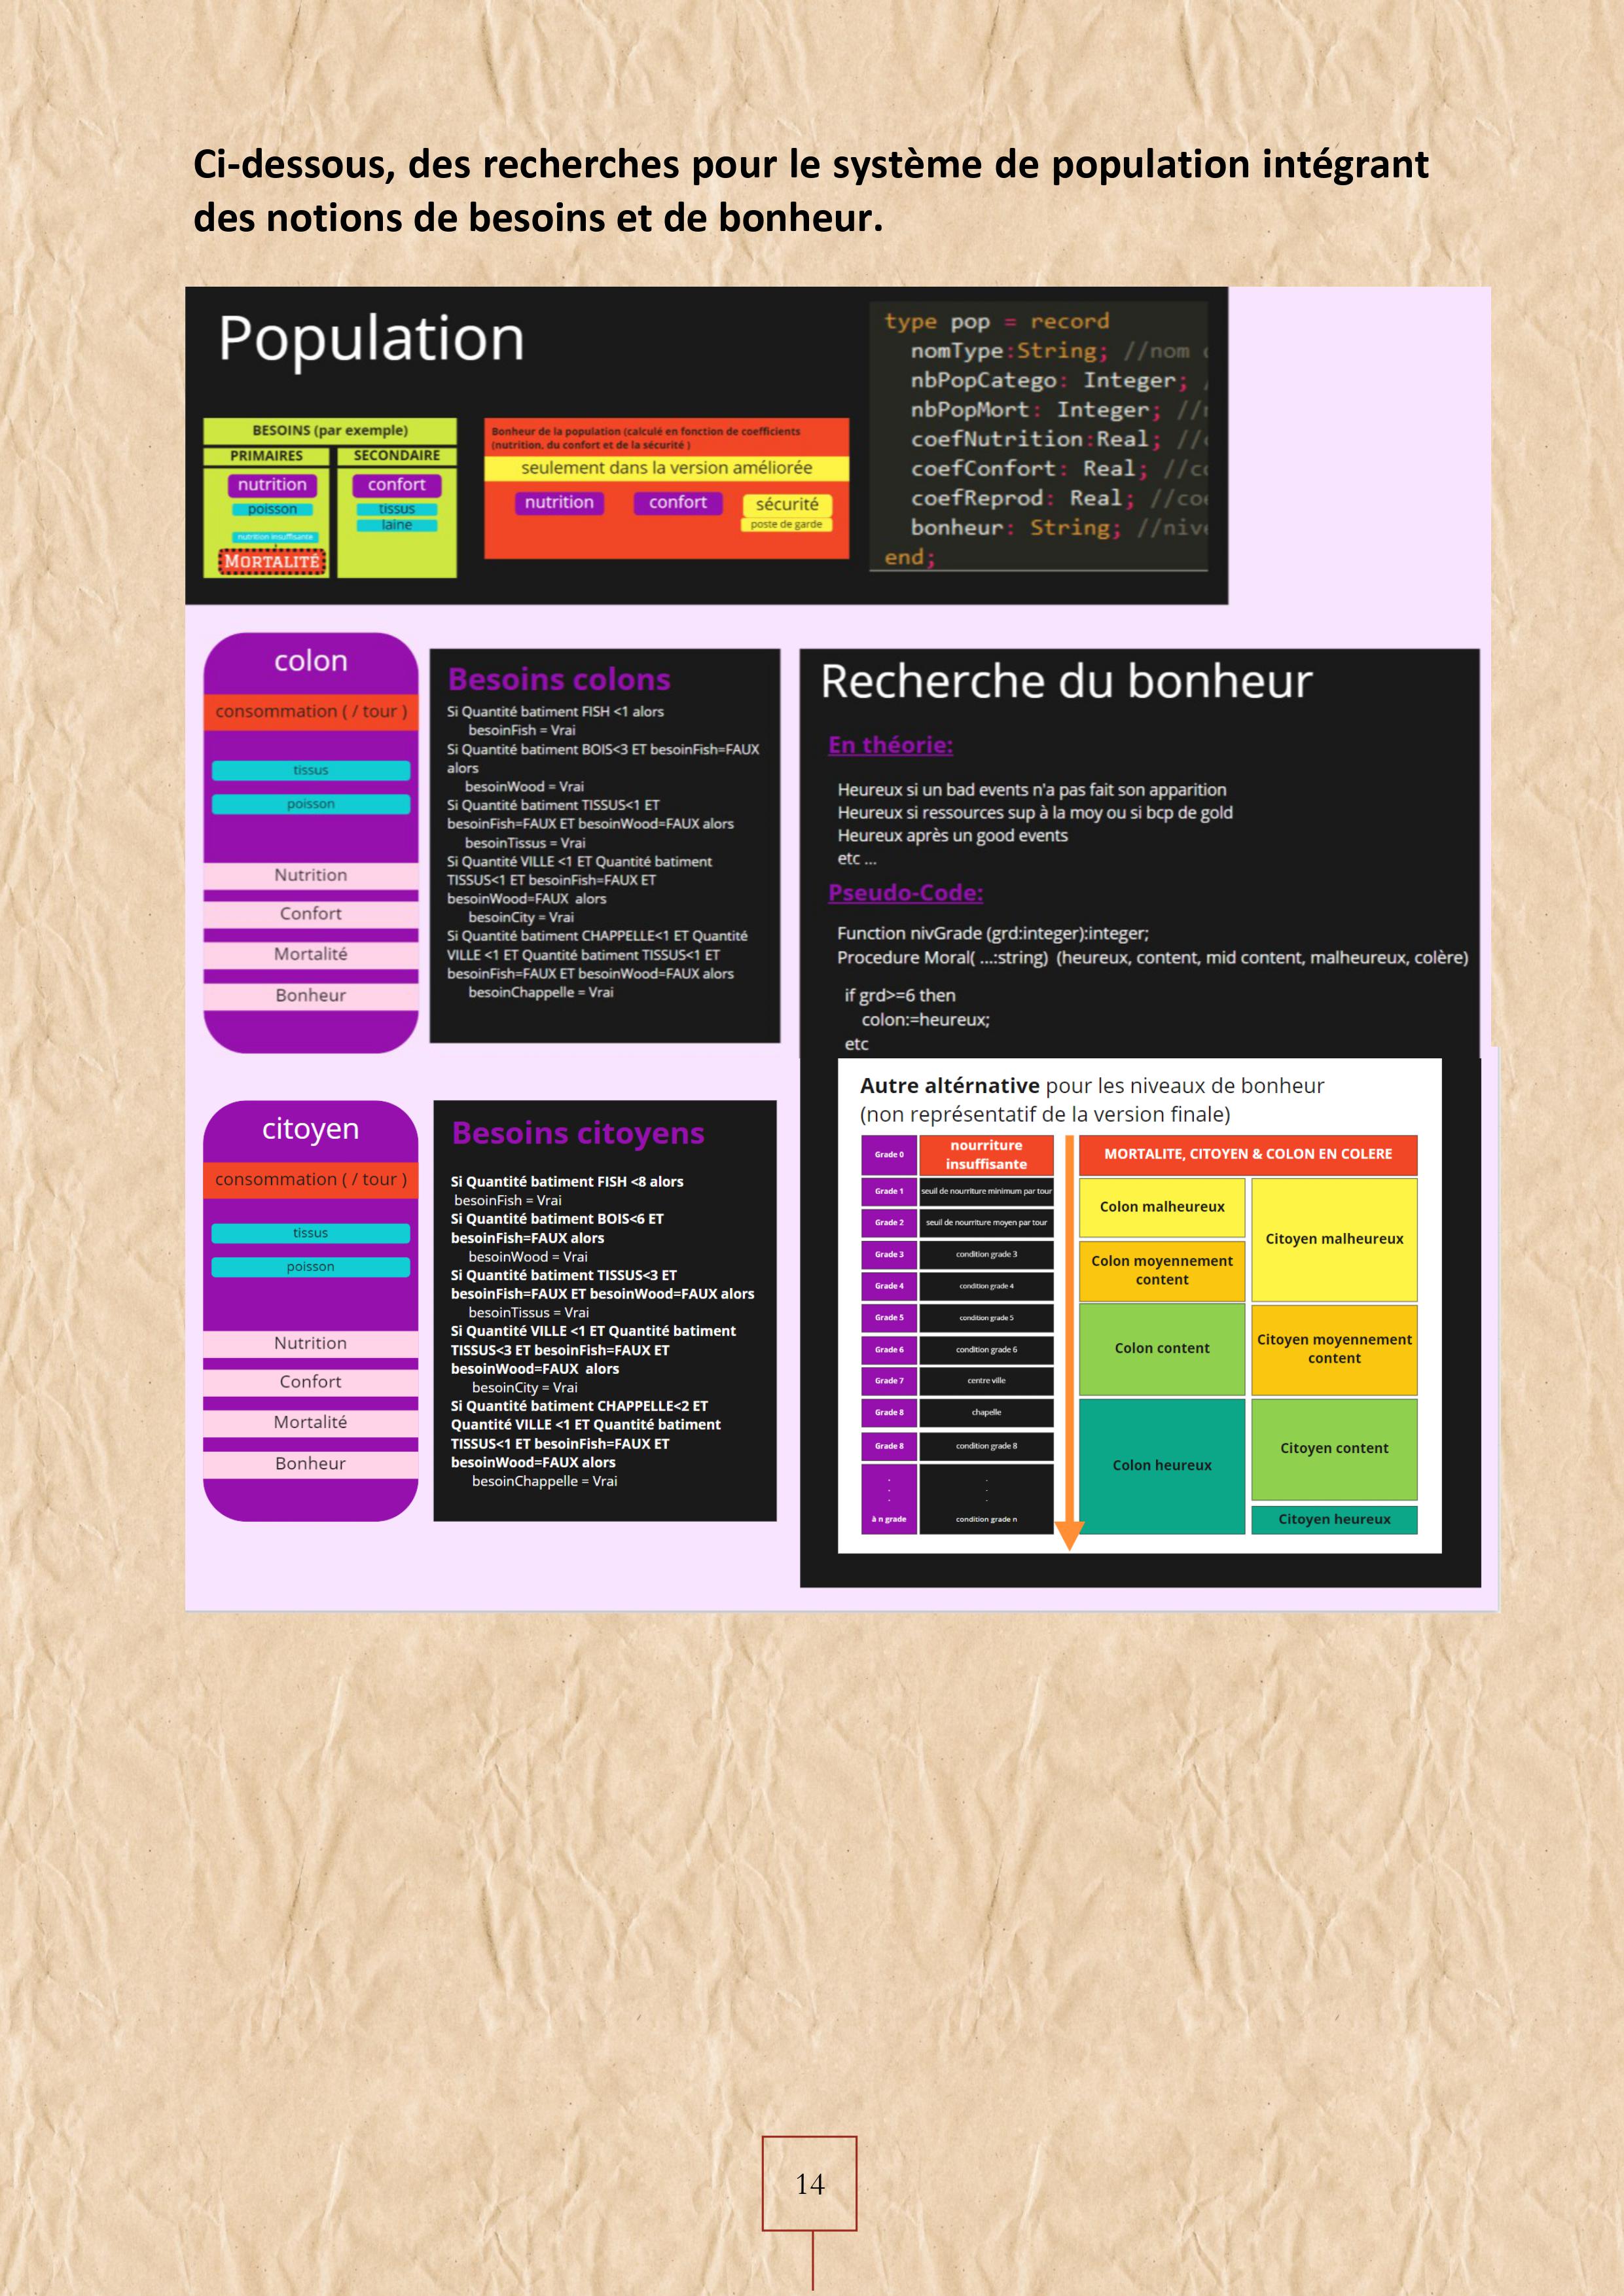 Ci-dessous, des recherches pour le système de population intégrant
des notions de besoins et de bonheur.
Population
BESOINS (par exemple)
PRIMAIRES
SECONDAIRE
nutrition
poisson
nutrition insuffisante
MORTALITÉ
confort
tissus
laine
Bonheur de la population (calculé en fonction de coefficients
(nutrition, du confort et de la sécurité )
seulement dans la version améliorée
nutrition
confort
sécurité
poste de garde
type pop = record
nomType:String; //nom
nbPopCatego: Integer; /
nbPopMort: Integer; //
coefNutrition:Real; //
coefConfort: Real; //co
coefReprod: Real; //coe
bonheur: String; //nive
end;
colon
consommation ( / tour )
tissus
poisson
Nutrition
Confort
Mortalité
Bonheur
Besoins colons
Si Quantité batiment FISH <1 alors
besoinFish = Vrai
Si Quantité batiment BOIS<3 ET besoinFish=FAUX
alors
besoinWood = Vrai
Si Quantité batiment TISSUS<1 ET
besoinFish=FAUX ET besoinWood=FAUX alors
besoinTissus = Vrai
Si Quantité VILLE <1 ET Quantité batiment
TISSUS<1 ET besoinFish=FAUX ET
besoinWood=FAUX  alors
besoinCity = Vrai
Si Quantité batiment CHAPPELLE<1 ET Quantité
VILLE <1 ET Quantité batiment TISSUS<1 ET
besoinFish=FAUX ET besoinWood=FAUX alors
besoinChappelle = Vrai
Recherche du bonheur
En théorie:
Heureux si un bad events n'a pas fait son apparition
Heureux si ressources sup à la moy ou si bcp de gold
Heureux après un good events
etc ...
Pseudo-Code:
Function nivGrade (grd:integer):integer;
Procedure Moral( ...:string)  (heureux, content, mid content, malheureux, colère)
if grd>=6 then
colon:=heureux;
etc
citoyen
consommation ( / tour )
tissus
poisson
Nutrition
Confort
Mortalité
Bonheur
Besoins citoyens
Si Quantité batiment FISH <8 alors
besoinFish = Vrai
Si Quantité batiment BOIS<6 ET
besoinFish=FAUX alors
besoinWood = Vrai
Si Quantité batiment TISSUS<3 ET
besoinFish=FAUX ET besoinWood=FAUX alors
besoinTissus = Vrai
Si Quantité VILLE <1 ET Quantité batiment
TISSUS<3 ET besoinFish=FAUX ET
besoinWood=FAUX  alors
besoinCity = Vrai
Si Quantité batiment CHAPPELLE<2 ET
Quantité VILLE <1 ET Quantité batiment
TISSUS<1 ET besoinFish=FAUX ET
besoinWood=FAUX alors
besoinChappelle = Vrai
Autre altérnative pour les niveaux de bonheur
(non représentatif de la version finale)
Grade 0
nourriture
insuffisante
MORTALITE, CITOYEN & COLON EN COLERE
Grade 1
seuil de nourriture minimum par tour
Grade 2
seuil de nourriture moyen par tour
Grade 3
condition grade 3
Grade 4
condition grade 4
Grade 5
condition grade 5
Grade 6
condition grade 6
Grade 7
centre ville
Grade 8
chapelle
Grade 8
condition grade 8
.
.
.
.
.
.
à n grade
condition grade n
Colon malheureux
Colon moyennement
content
Colon content
Colon heureux
Citoyen malheureux
Citoyen moyennement
content
Citoyen content
Citoyen heureux
14